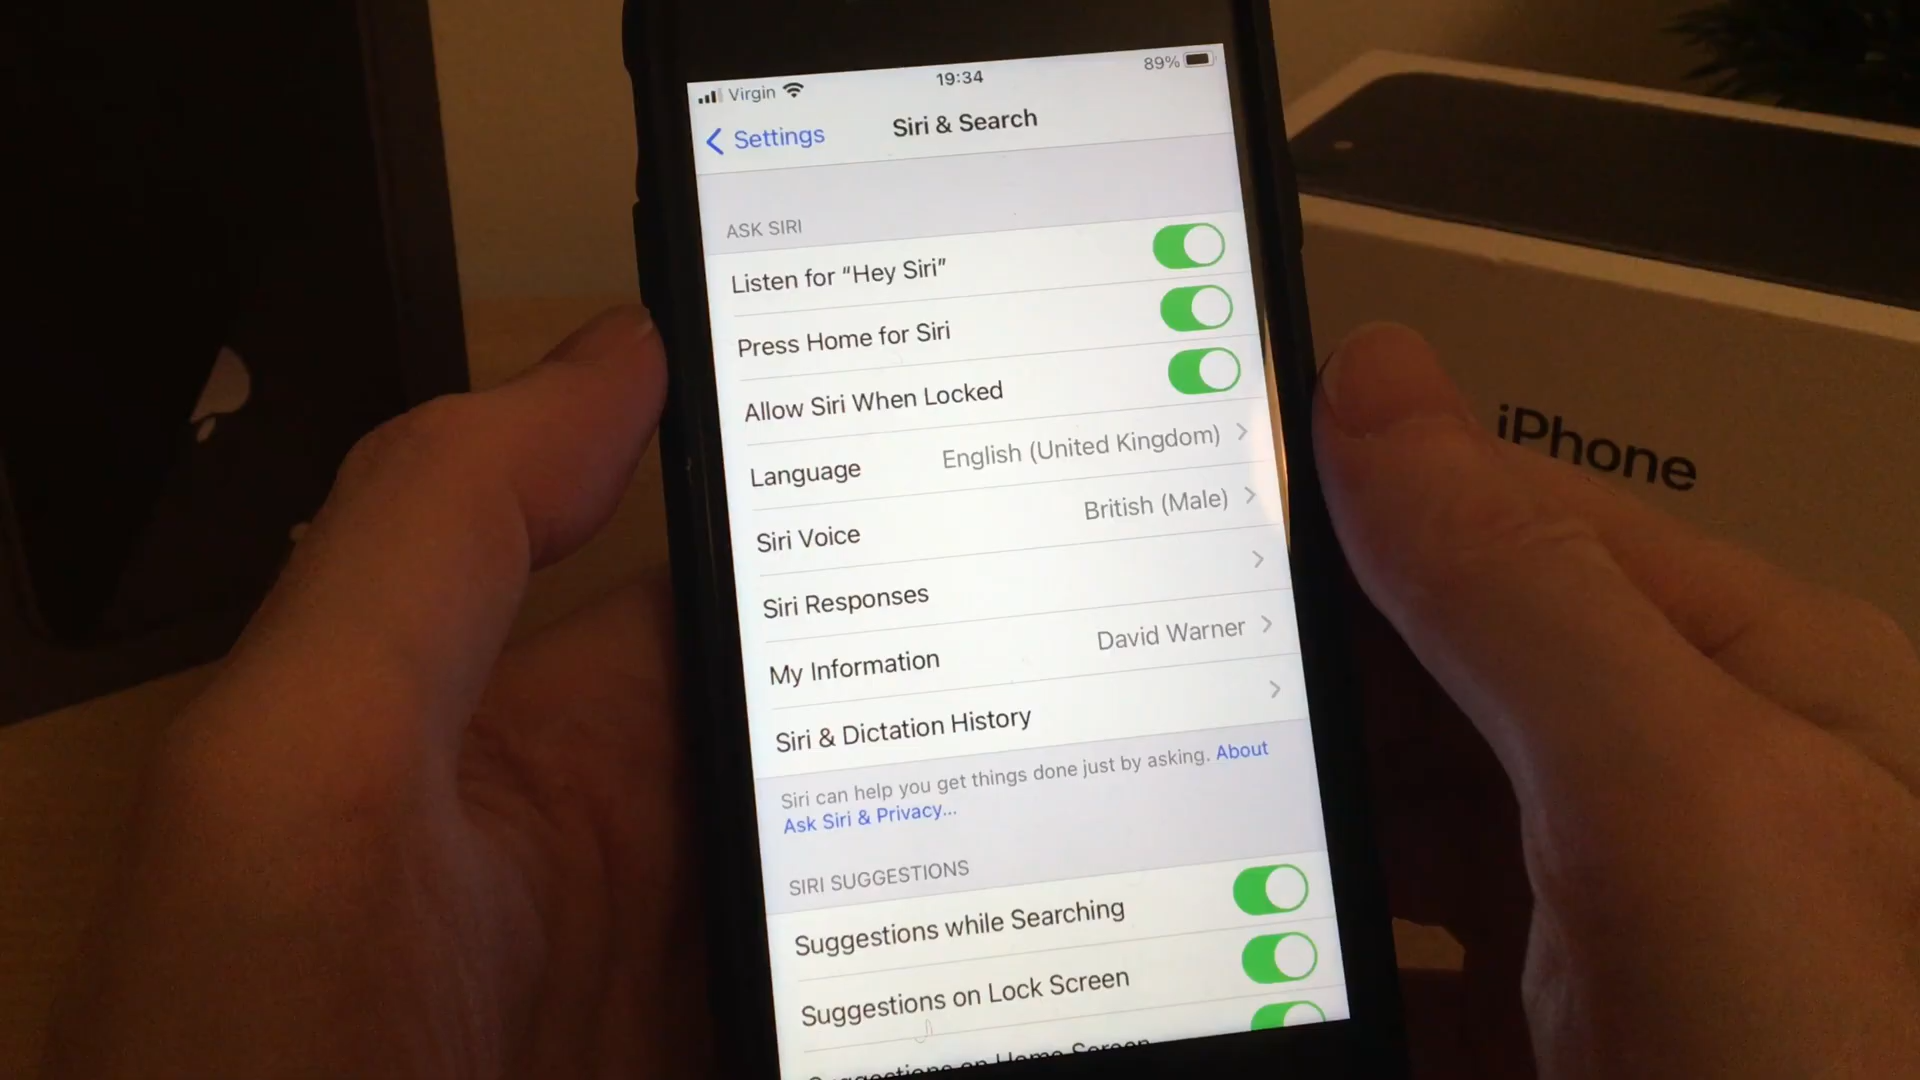 Virgin 19:34 89%
Settings Siri & Search
ASK SIRI
Listen for “Hey Siri”
Press Home for Siri
Allow Siri When Locked
Language English (United Kingdom)
Siri Voice British (Male)
Siri Responses
My Information David Warner
Siri & Dictation History
Siri can help you get things done just by asking. About
Ask Siri & Privacy...
SIRI SUGGESTIONS
Suggestions while Searching
Suggestions on Lock Screen
Suggestions on Home Screen
iPhone